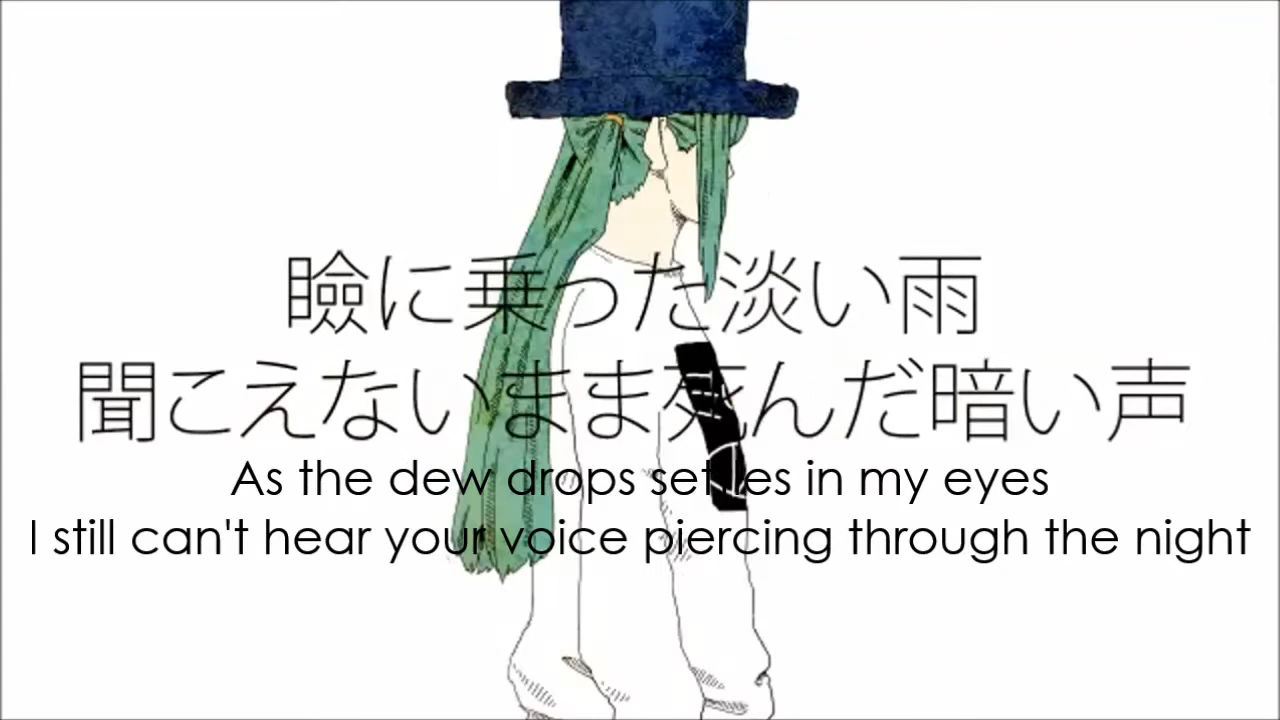 瞼に乗った淡い雨
聞こえないまま死んだ暗い声
As the dew drops settles in my eyes
I still can't hear your voice piercing through the night